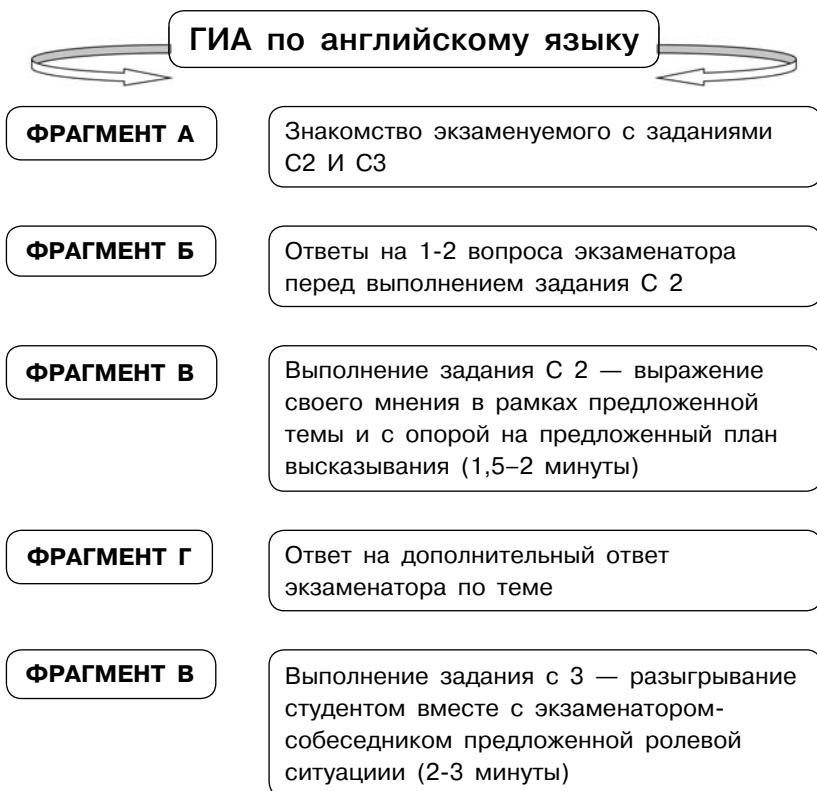 ГИА по английскому языку
ФРАГМЕНТ А
Знакомство экзаменуемого с заданиями
С2 И С3
ФРАГМЕНТ Б
Ответы на 1-2 вопроса экзаменатора
перед выполнением задания С 2
ФРАГМЕНТ В
Выполнение задания С 2 — выражение
своего мнения в рамках предложенной
темы и с опорой на предложенный план
высказывания (1,5–2 минуты)
ФРАГМЕНТ Г
Ответ на дополнительный ответ
экзаменатора по теме
ФРАГМЕНТ В
Выполнение задания с 3 — разыгрывание
студентом вместе с экзаменатором-
собеседником предложенной ролевой
ситуациии (2-3 минуты)